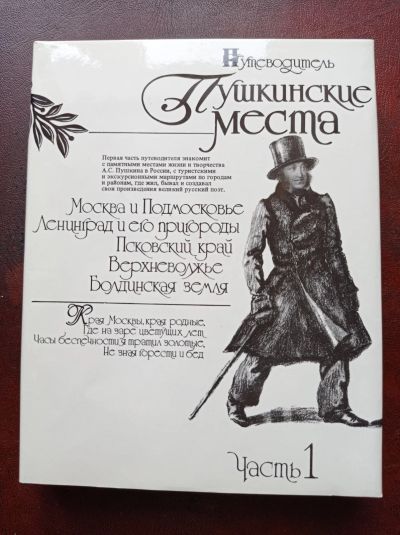 Путеводитель
Пушкинские
места
Первая часть путеводителя знакомит
с памятными местами жизни и творчества
А.С. Пушкина в России, с туристскими
и экскурсионными маршрутами по городам
и районам, где жил, бывал и создавал
свои произведения великий русский поэт.
Москва и Подмосковье
Ленинград и его пригороды
Псковский край
Верхневолжье
Болдинская земля
Края Москвы, края родные,
Где на заре цветущих лет
Часы беспечности я тратил золотые,
Не зная горести и бед
Часть 1